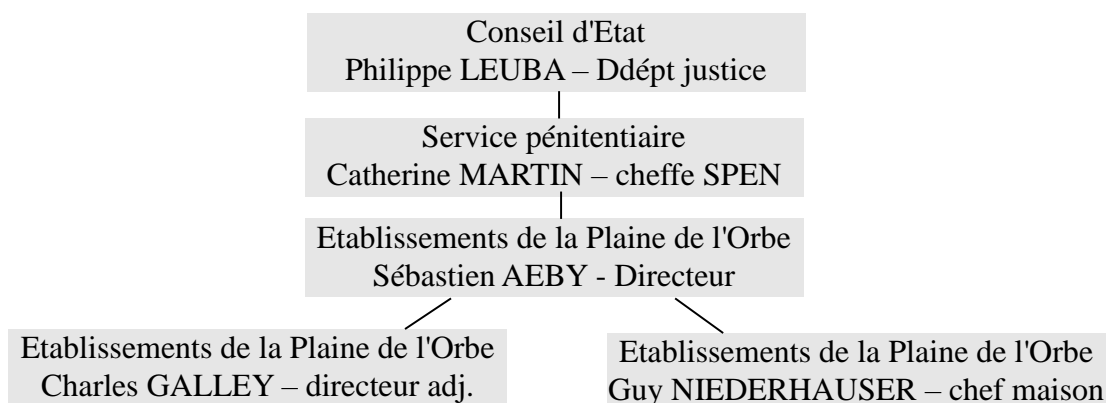 Conseil d'Etat
Philippe LEUBA – Ddépt justice
Service pénitentiaire
Catherine MARTIN – cheffe SPEN
Etablissements de la Plaine de l'Orbe
Sébastien AEBY - Directeur
Etablissements de la Plaine de l'Orbe
Charles GALLEY – directeur adj.
Etablissements de la Plaine de l'Orbe
Guy NIEDERHAUSER – chef maison